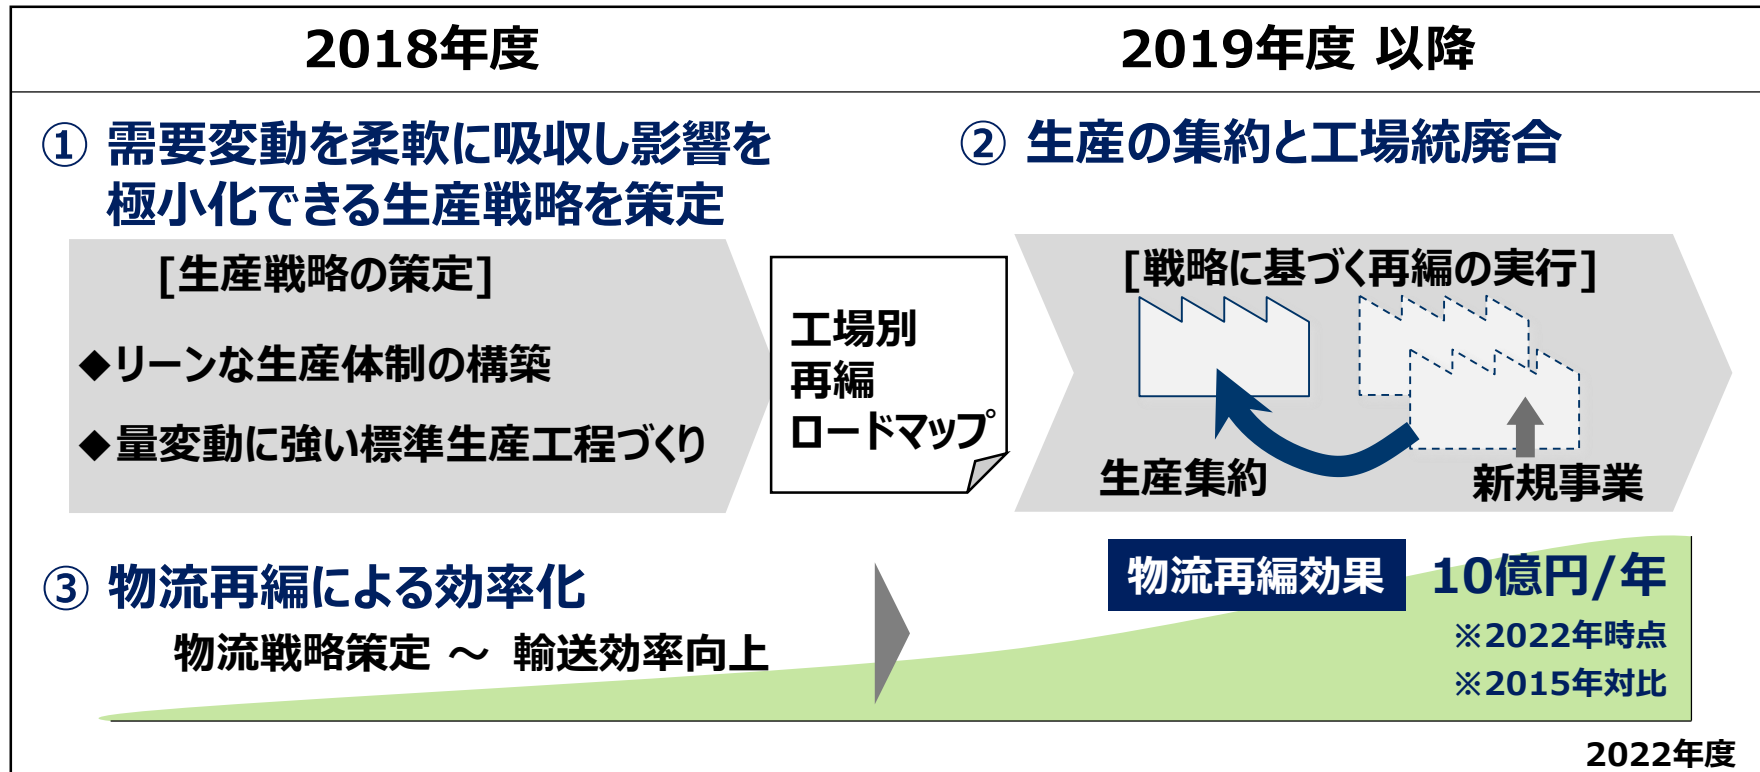 2018年度
2019年度 以降
① 需要変動を柔軟に吸収し影響を
極小化できる生産戦略を策定
② 生産の集約と工場統廃合
[生産戦略の策定]
◆リーンな生産体制の構築
◆量変動に強い標準生産工程づくり
工場別
再編
ロードマップ
[戦略に基づく再編の実行]
生産集約
新規事業
③ 物流再編による効率化
物流戦略策定 ～ 輸送効率向上
物流再編効果
10億円/年
※2022年時点
※2015年対比
2022年度